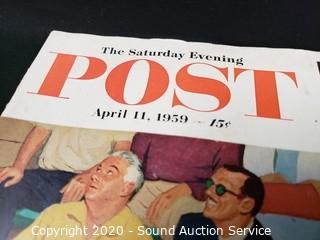 The Saturday Evening
POST
April 11, 1959 - 15¢
Copyright 2020 - Sound Auction Service